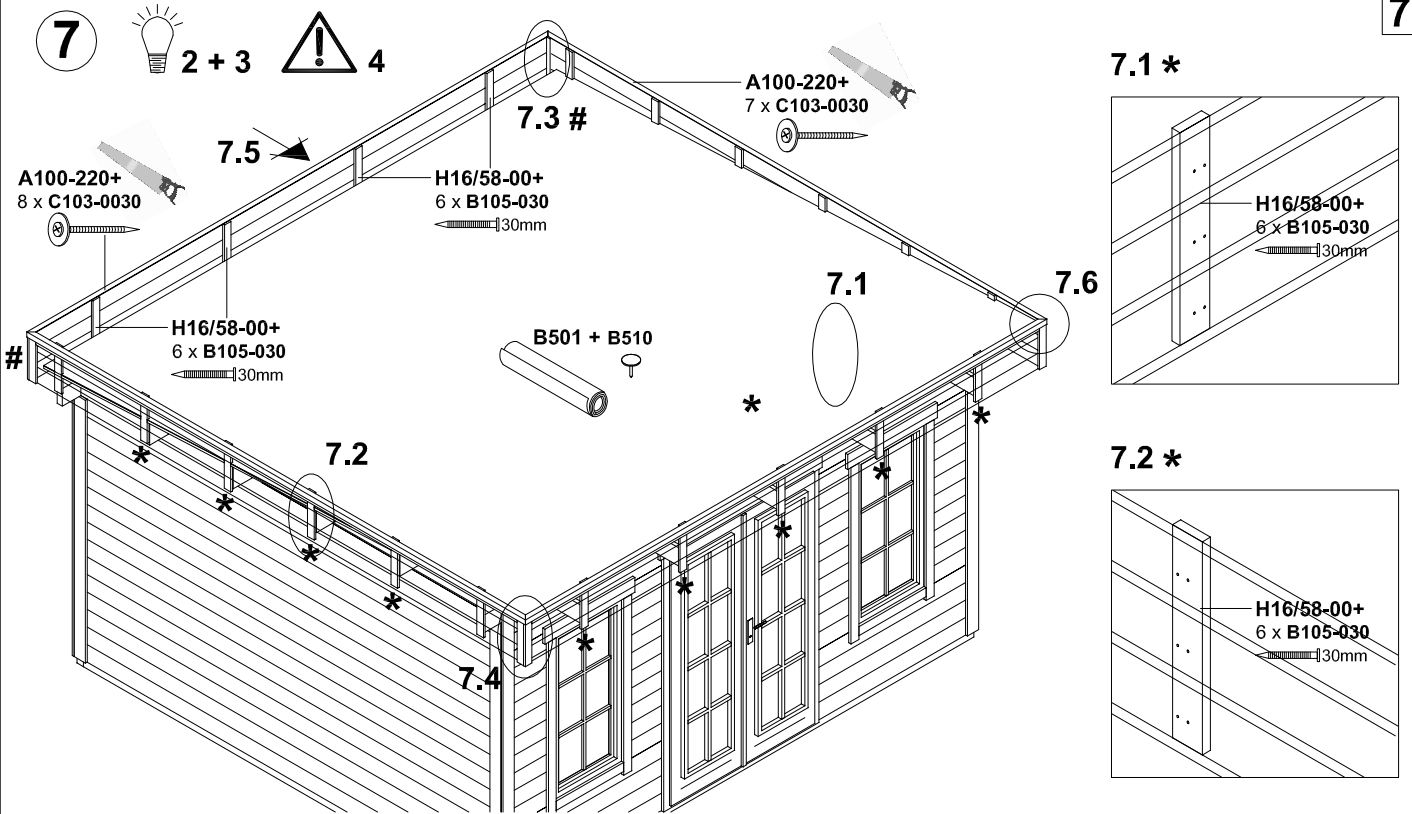 7
2 + 3
4
7
7.3 #
A100-220+
7 x C103-0030
7.5
A100-220+
8 x C103-0030
H16/58-00+
6 x B105-030
30mm
H16/58-00+
6 x B105-030
30mm
#
B501 + B510
7.1
7.6
*
7.2
*
*
*
*
*
*
*
*
*
7.4
7.1 *
H16/58-00+
6 x B105-030
30mm
7.2 *
H16/58-00+
6 x B105-030
30mm